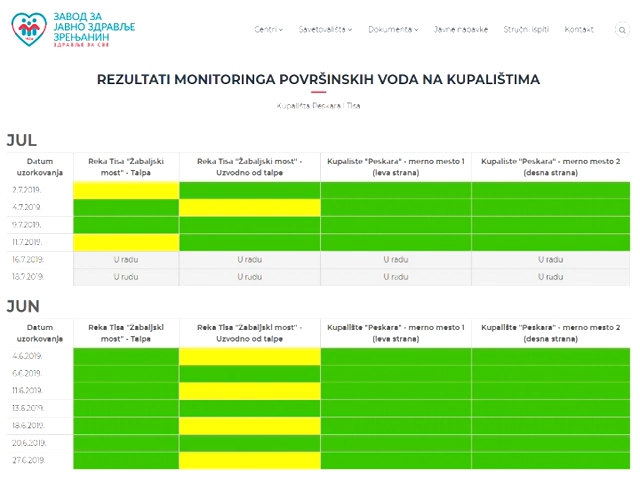 ЗАВОД ЗА
ЈАВНО ЗДРАВЉЕ
ЗРЕЊАНИН
ЗДРАВЉЕ ЗА СВЕ
Centri Savetovališta Dokumenta Javne nabavke Stručni ispiti Kontakt
REZULTATI MONITORINGA POVRŠINSKIH VODA NA KUPALIŠTIMA
Kupališta Peskara i Tisa
JUL
Datum uzorkovanja Reka Tisa "Žabaljski most" - Talpa Reka Tisa "Žabaljski most" - Uzvodno od talpe Kupalište "Peskara" - merno mesto 1 (leva strana) Kupalište "Peskara" - merno mesto 2 (desna strana)
2.7.2019.
4.7.2019.
9.7.2019.
11.7.2019.
16.7.2019. U radu U radu U radu U radu
18.7.2019. U radu U radu U radu U radu
JUN
Datum uzorkovanja Reka Tisa "Žabaljski most" - Talpa Reka Tisa "Žabaljski most" - Uzvodno od talpe Kupalište "Peskara" - merno mesto 1 (leva strana) Kupalište "Peskara" - merno mesto 2 (desna strana)
4.6.2019.
6.6.2019.
11.6.2019.
13.6.2019.
18.6.2019.
20.6.2019.
27.6.2019.